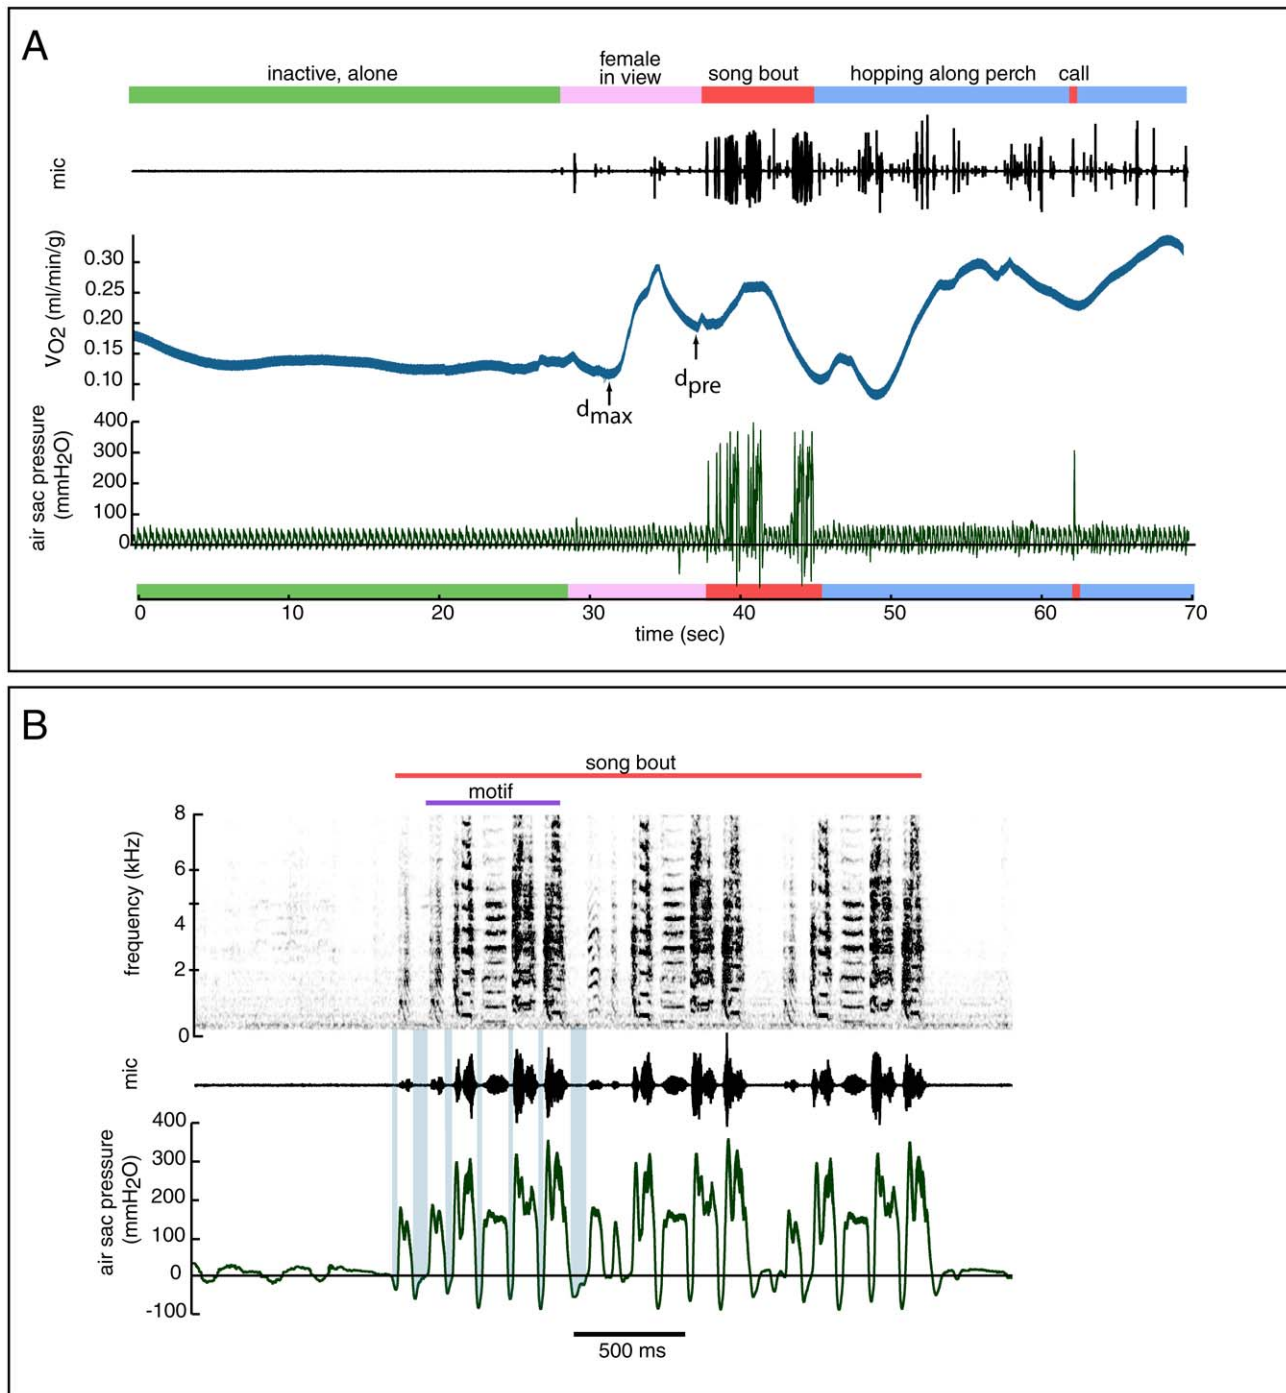 A
inactive, alone
female
in view
song bout
hopping along perch
call
mic
VO2 (ml/min/g)
0.30
0.25
0.20
0.15
0.10
dmax
dpre
air sac pressure
(mmH2O)
400
300
200
100
0
0 10 20 30 40 50 60 70
time (sec)
B
song bout
motif
frequency (kHz)
8
6
4
2
0
mic
air sac pressure
(mmH2O)
400
300
200
100
0
-100
500 ms